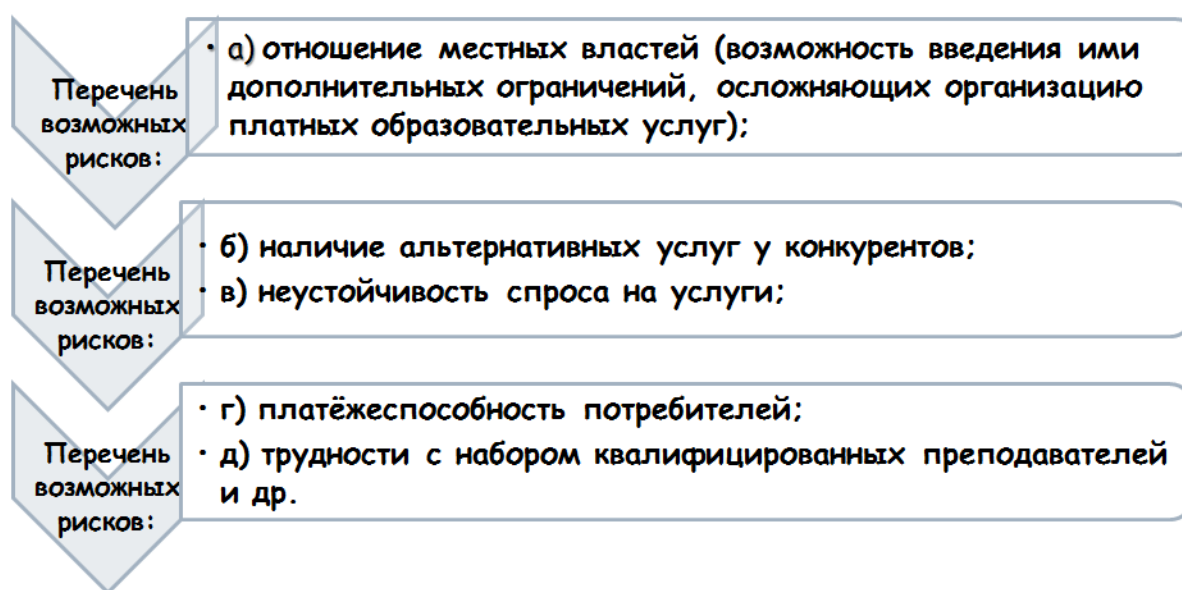 Перечень
возможных
рисков:
· а) отношение местных властей (возможность введения ими
дополнительных ограничений, осложняющих организацию
платных образовательных услуг);
Перечень
возможных
рисков:
· б) наличие альтернативных услуг у конкурентов;
· в) неустойчивость спроса на услуги;
Перечень
возможных
рисков:
· г) платёжеспособность потребителей;
· д) трудности с набором квалифицированных преподавателей
и др.